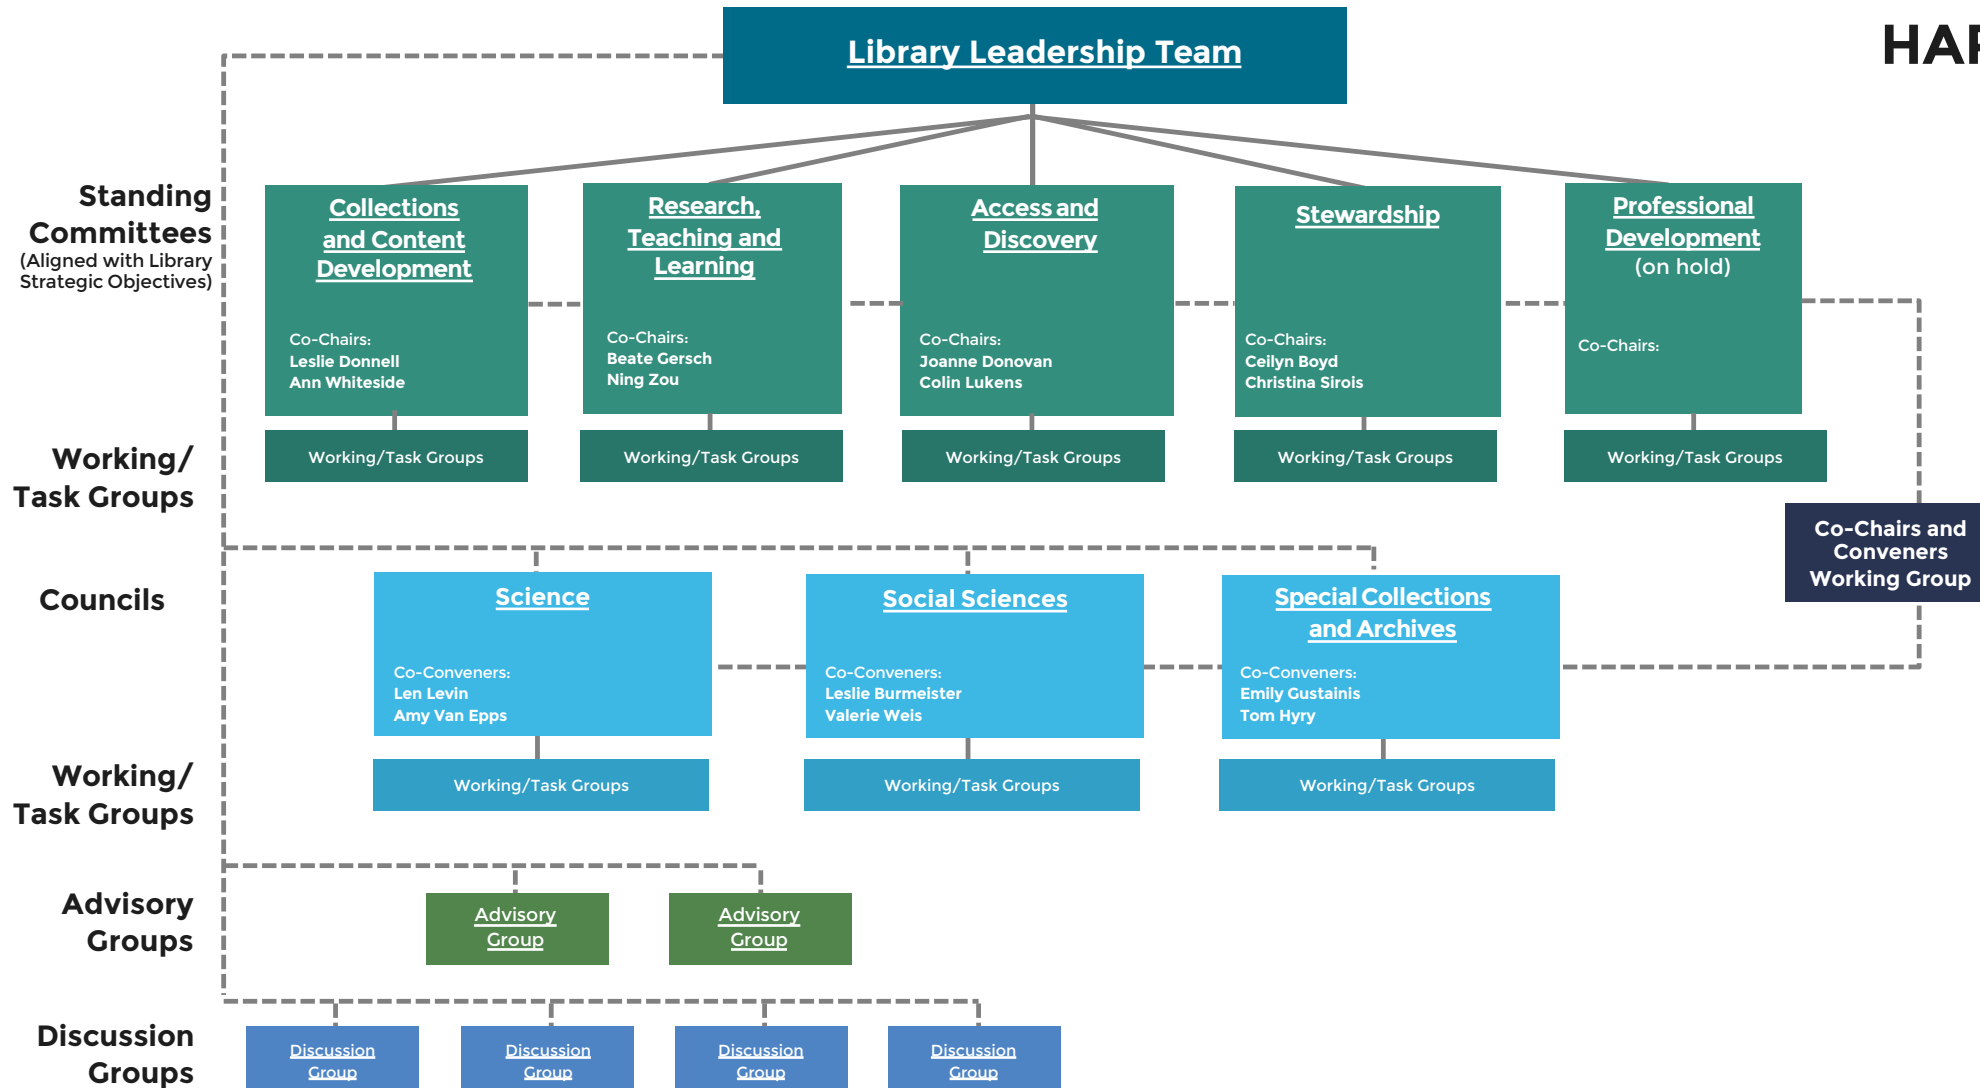 Library Leadership Team
HAR
Standing
Committees
(Aligned with Library
Strategic Objectives)
Collections
and Content
Development
Co-Chairs:
Leslie Donnell
Ann Whiteside
Research,
Teaching and
Learning
Co-Chairs:
Beate Gersch
Ning Zou
Access and
Discovery
Co-Chairs:
Joanne Donovan
Colin Lukens
Stewardship
Co-Chairs:
Ceilyn Boyd
Christina Sirois
Professional
Development
(on hold)
Co-Chairs:
Working/
Task Groups
Working/Task Groups
Working/Task Groups
Working/Task Groups
Working/Task Groups
Working/Task Groups
Co-Chairs and
Conveners
Working Group
Councils
Science
Co-Conveners:
Len Levin
Amy Van Epps
Social Sciences
Co-Conveners:
Leslie Burmeister
Valerie Weis
Special Collections
and Archives
Co-Conveners:
Emily Gustainis
Tom Hyry
Working/
Task Groups
Working/Task Groups
Working/Task Groups
Working/Task Groups
Advisory
Groups
Advisory
Group
Advisory
Group
Discussion
Groups
Discussion
Group
Discussion
Group
Discussion
Group
Discussion
Group